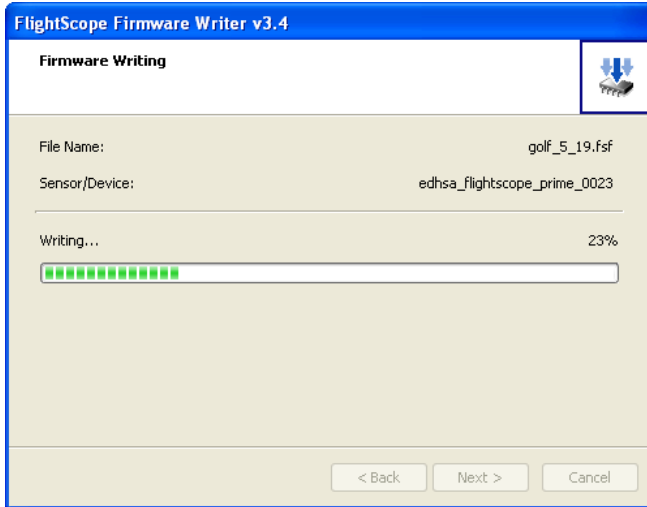 FlightScope Firmware Writer v3.4
Firmware Writing
File Name: golf_5_19.fsf
Sensor/Device: edhsa_flightscope_prime_0023
Writing... 23%
< Back Next > Cancel